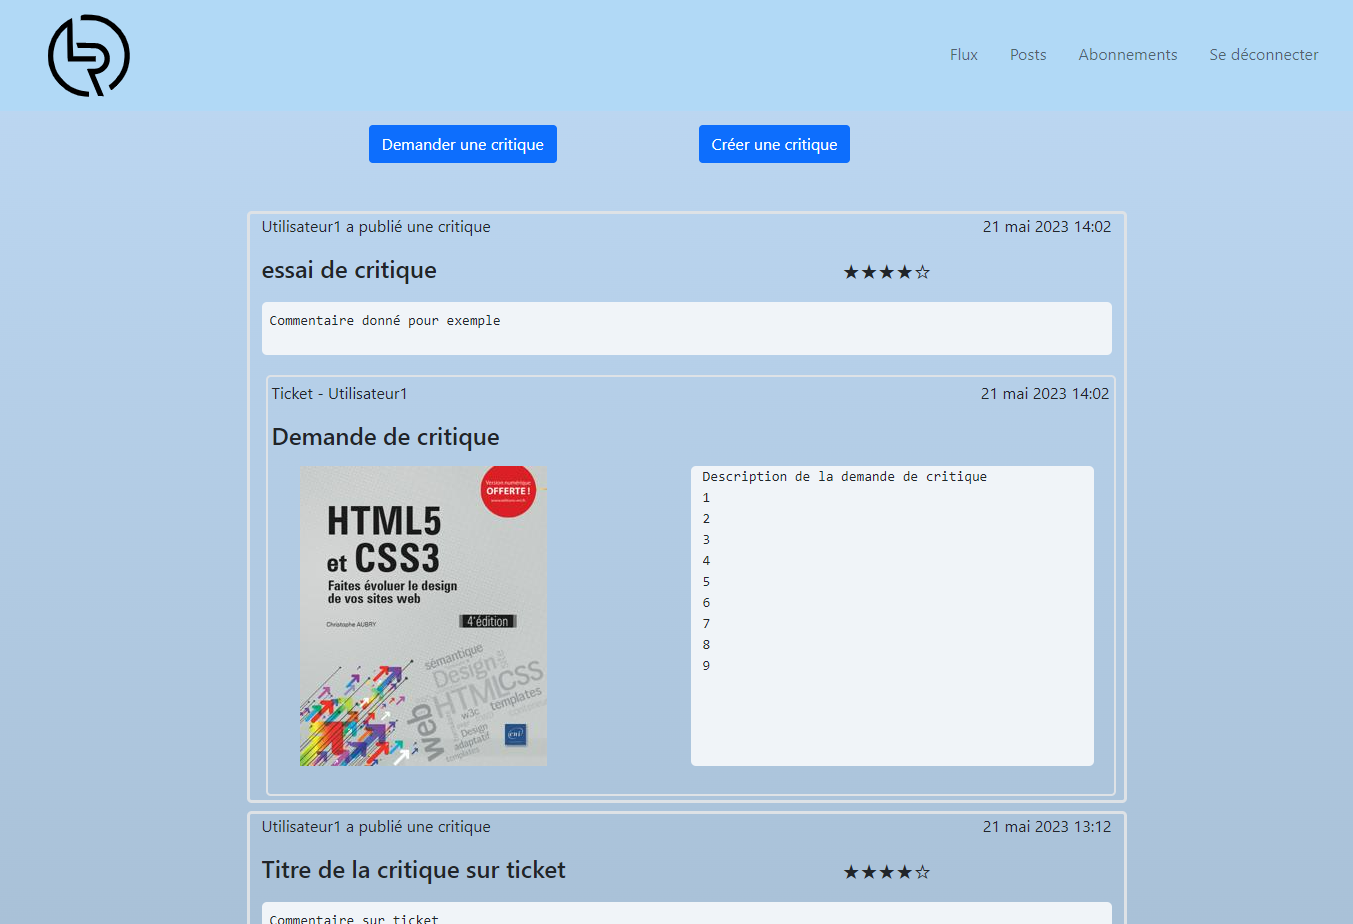 LR
Flux Posts Abonnements Se déconnecter
Demander une critique Créer une critique
Utilisateur1 a publié une critique 21 mai 2023 14:02
essai de critique ★★★★☆
Commentaire donné pour exemple
Ticket - Utilisateur1 21 mai 2023 14:02
Demande de critique
Version numérique
OFFERTE !
HTML5
et CSS3
Faites évoluer le design
de vos sites web
4e édition
Christophe AUBRY
sémantique
Design
HTML CSS
web
w3c templates
Design
adaptatif
templates
eni
Description de la demande de critique
1
2
3
4
5
6
7
8
9
Utilisateur1 a publié une critique 21 mai 2023 13:12
Titre de la critique sur ticket ★★★★☆
Commentaire sur ticket